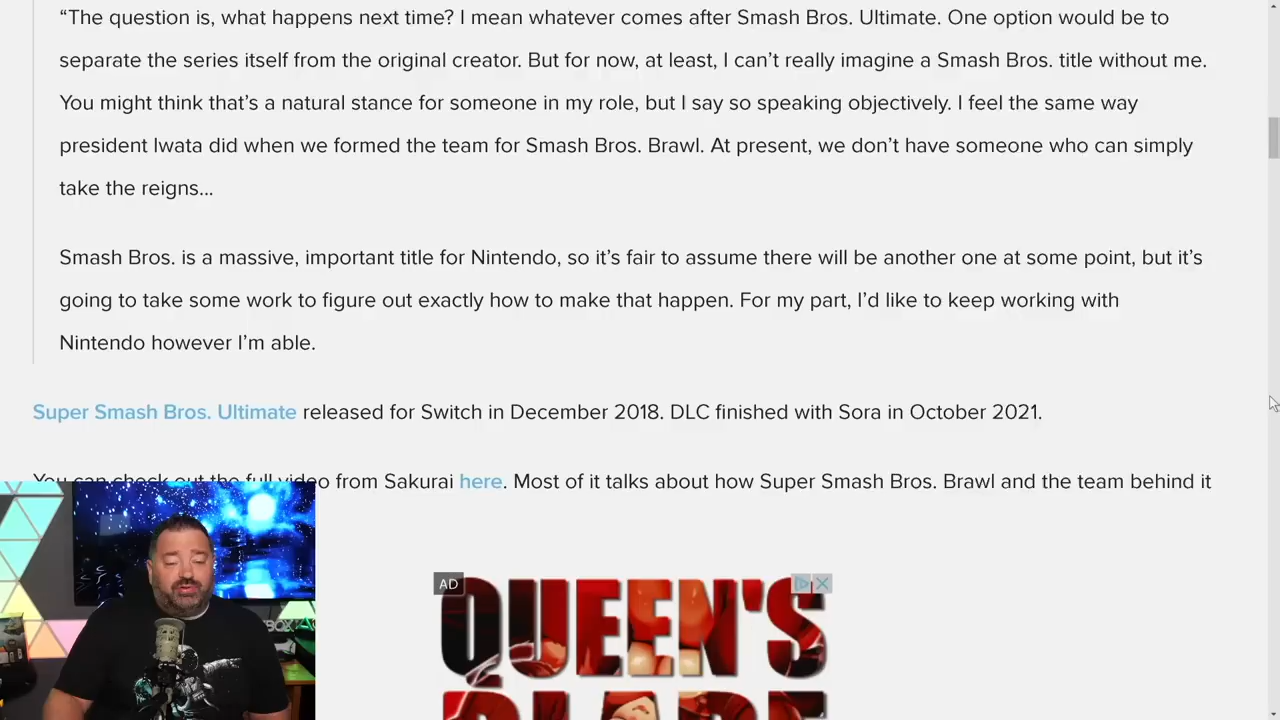 “The question is, what happens next time? I mean whatever comes after Smash Bros. Ultimate. One option would be to
separate the series itself from the original creator. But for now, at least, I can’t really imagine a Smash Bros. title without me.
You might think that’s a natural stance for someone in my role, but I say so speaking objectively. I feel the same way
president Iwata did when we formed the team for Smash Bros. Brawl. At present, we don’t have someone who can simply
take the reigns…
Smash Bros. is a massive, important title for Nintendo, so it’s fair to assume there will be another one at some point, but it’s
going to take some work to figure out exactly how to make that happen. For my part, I’d like to keep working with
Nintendo however I’m able.
Super Smash Bros. Ultimate released for Switch in December 2018. DLC finished with Sora in October 2021.
You can check out the full video from Sakurai here. Most of it talks about how Super Smash Bros. Brawl and the team behind it
AD
QUEEN'S
BLADE